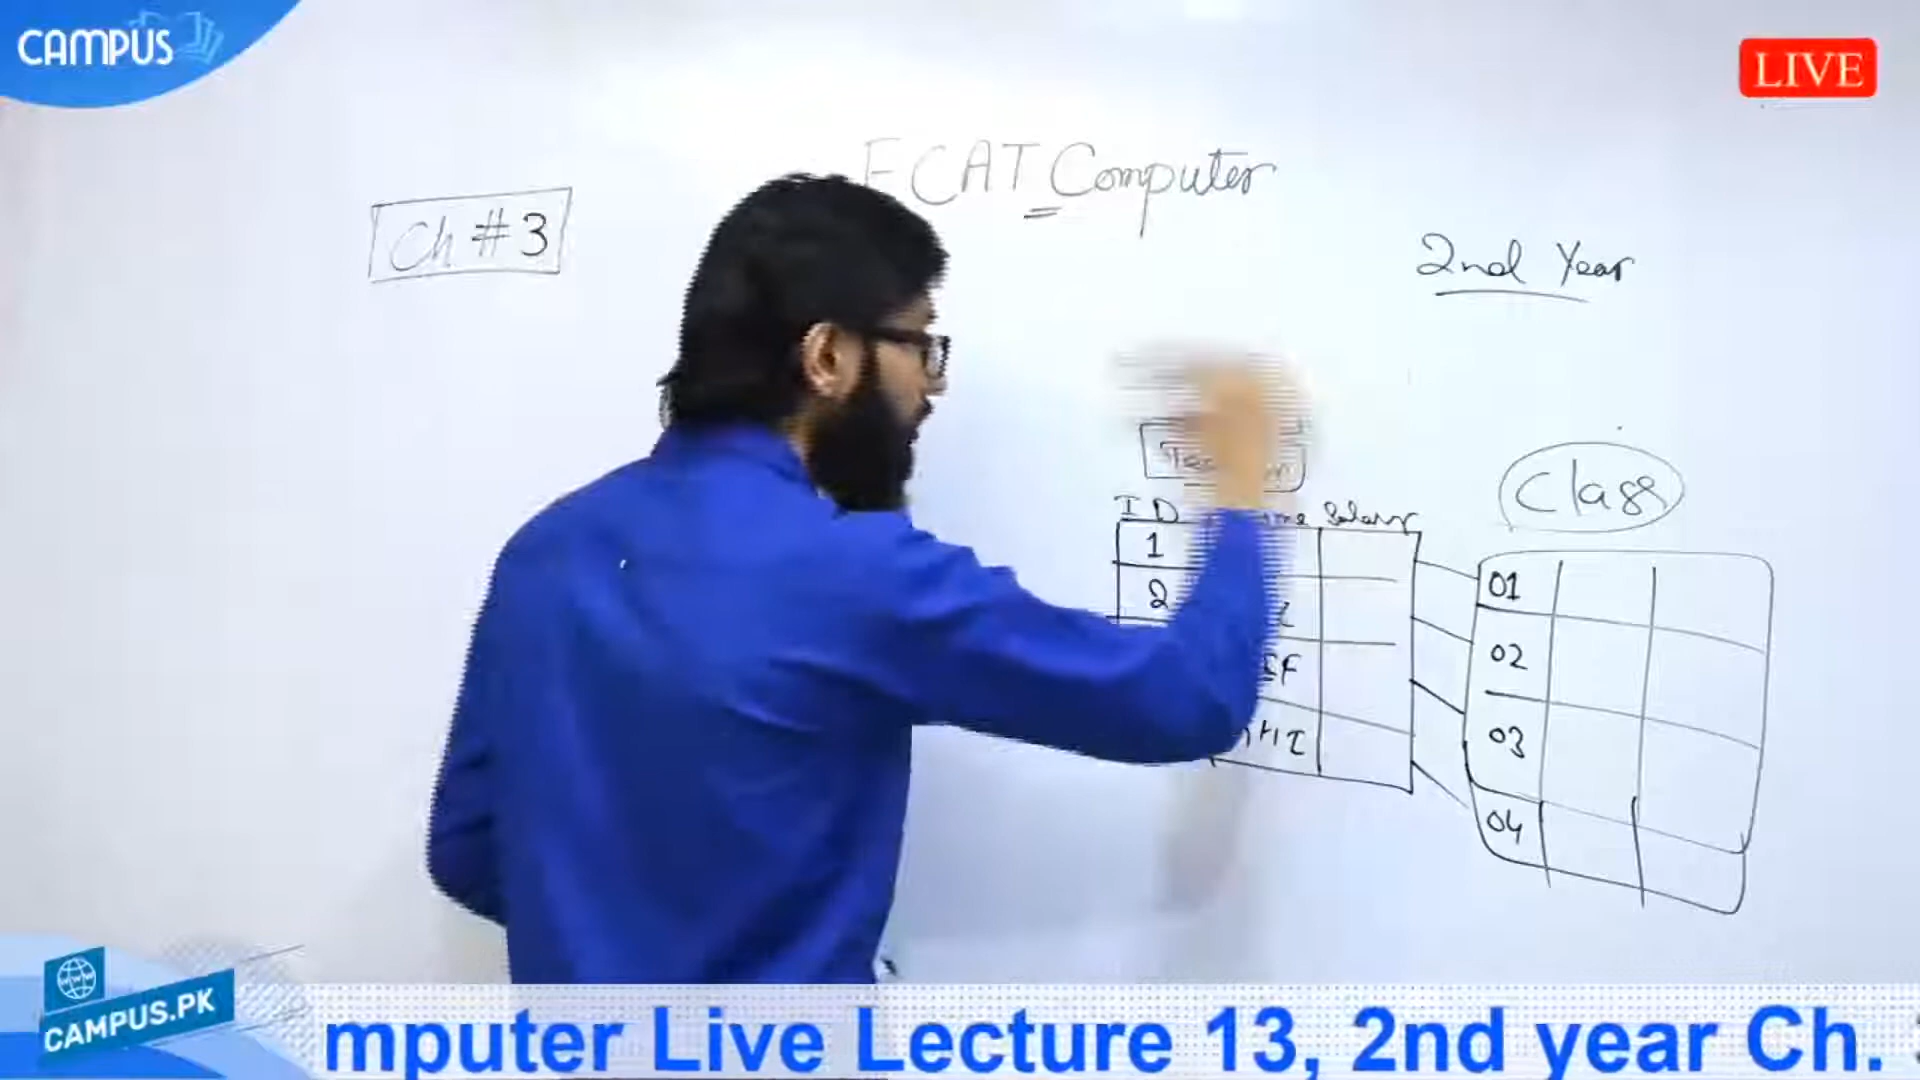 CAMPUS
LIVE
ECAT Computer
Ch #3
2nd Year
Class
ID Salary
1
2
01
02
03
04
CAMPUS.PK
mputer Live Lecture 13, 2nd year Ch.